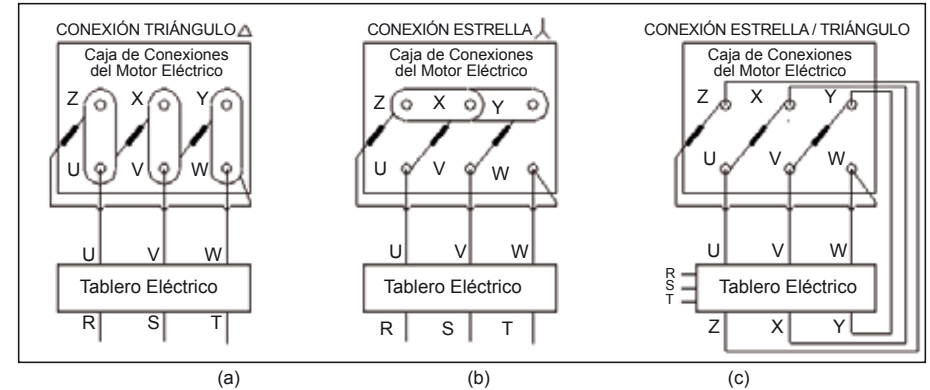 CONEXIÓN TRIÁNGULO
Caja de Conexiones
del Motor Eléctrico
Z X Y
U V W
U V W
Tablero Eléctrico
R S T
(a)
CONEXIÓN ESTRELLA
Caja de Conexiones
del Motor Eléctrico
Z X Y
U V W
U V W
Tablero Eléctrico
R S T
(b)
CONEXIÓN ESTRELLA / TRIÁNGULO
Caja de Conexiones
del Motor Eléctrico
Z X Y
U V W
U V W
R
S
T
Tablero Eléctrico
Z X Y
(c)